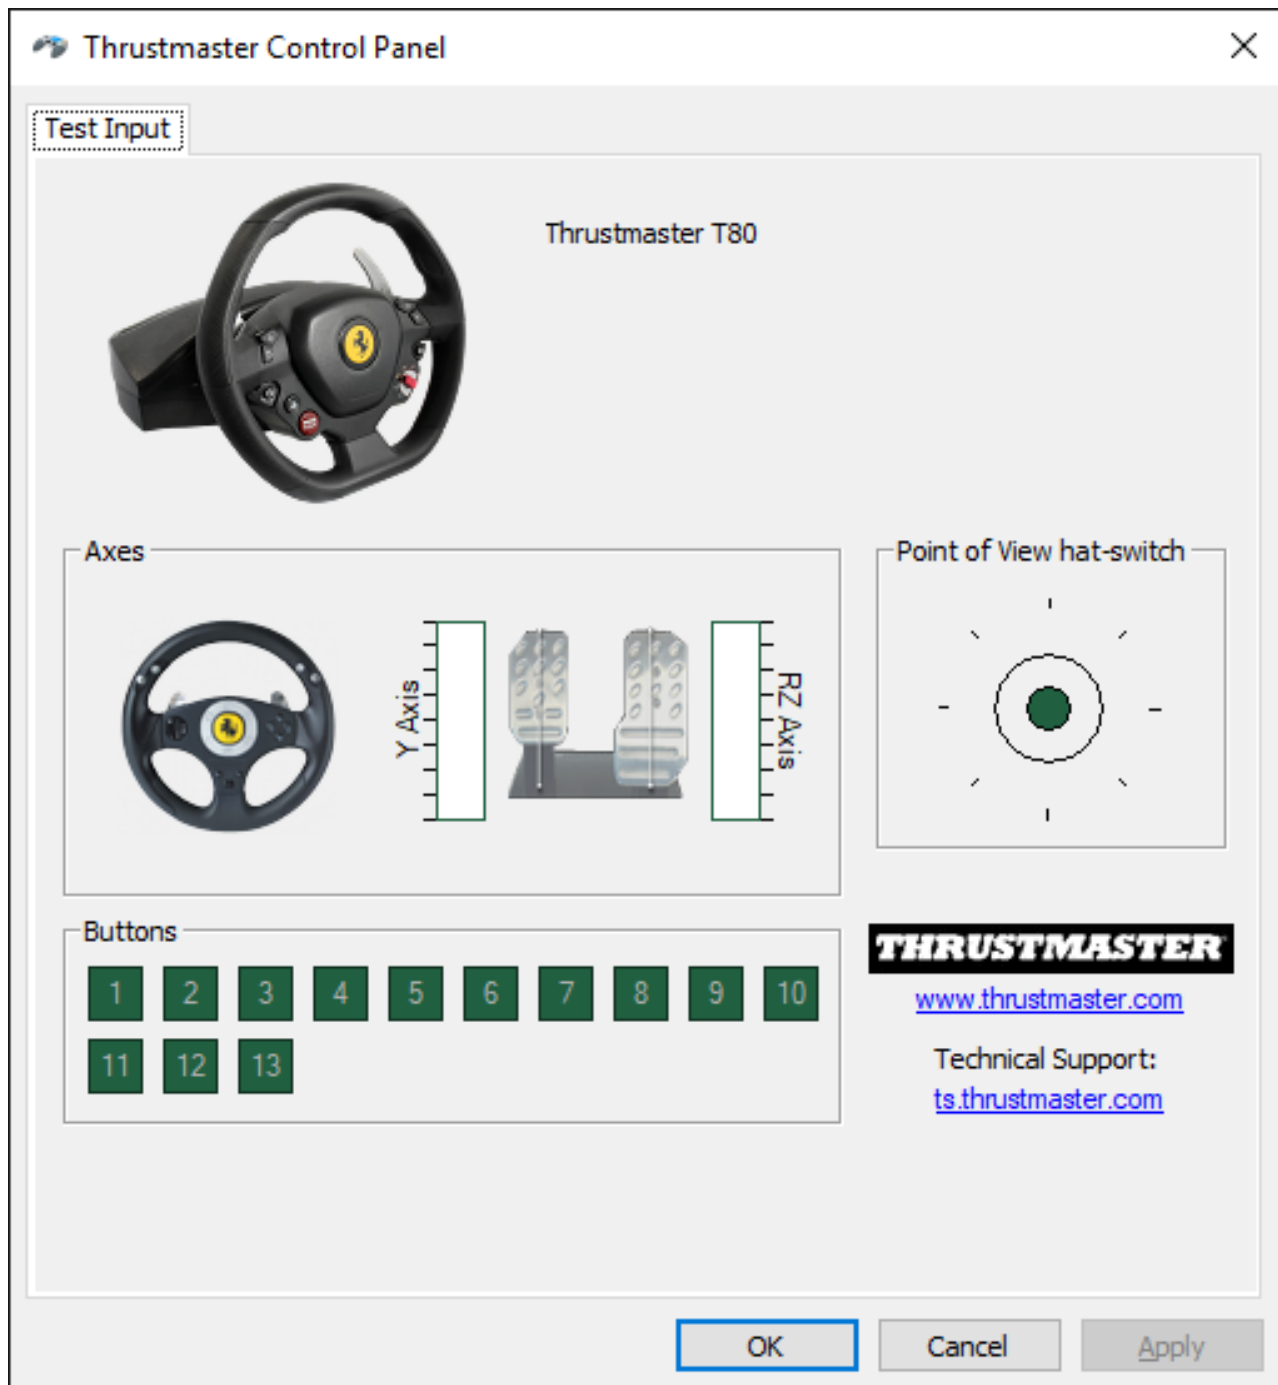 Thrustmaster Control Panel
Test Input
Thrustmaster T80
Axes
Y Axis
RZ Axis
Point of View hat-switch
Buttons
1 2 3 4 5 6 7 8 9 10
11 12 13
THRUSTMASTER
www.thrustmaster.com
Technical Support:
ts.thrustmaster.com
OK Cancel Apply